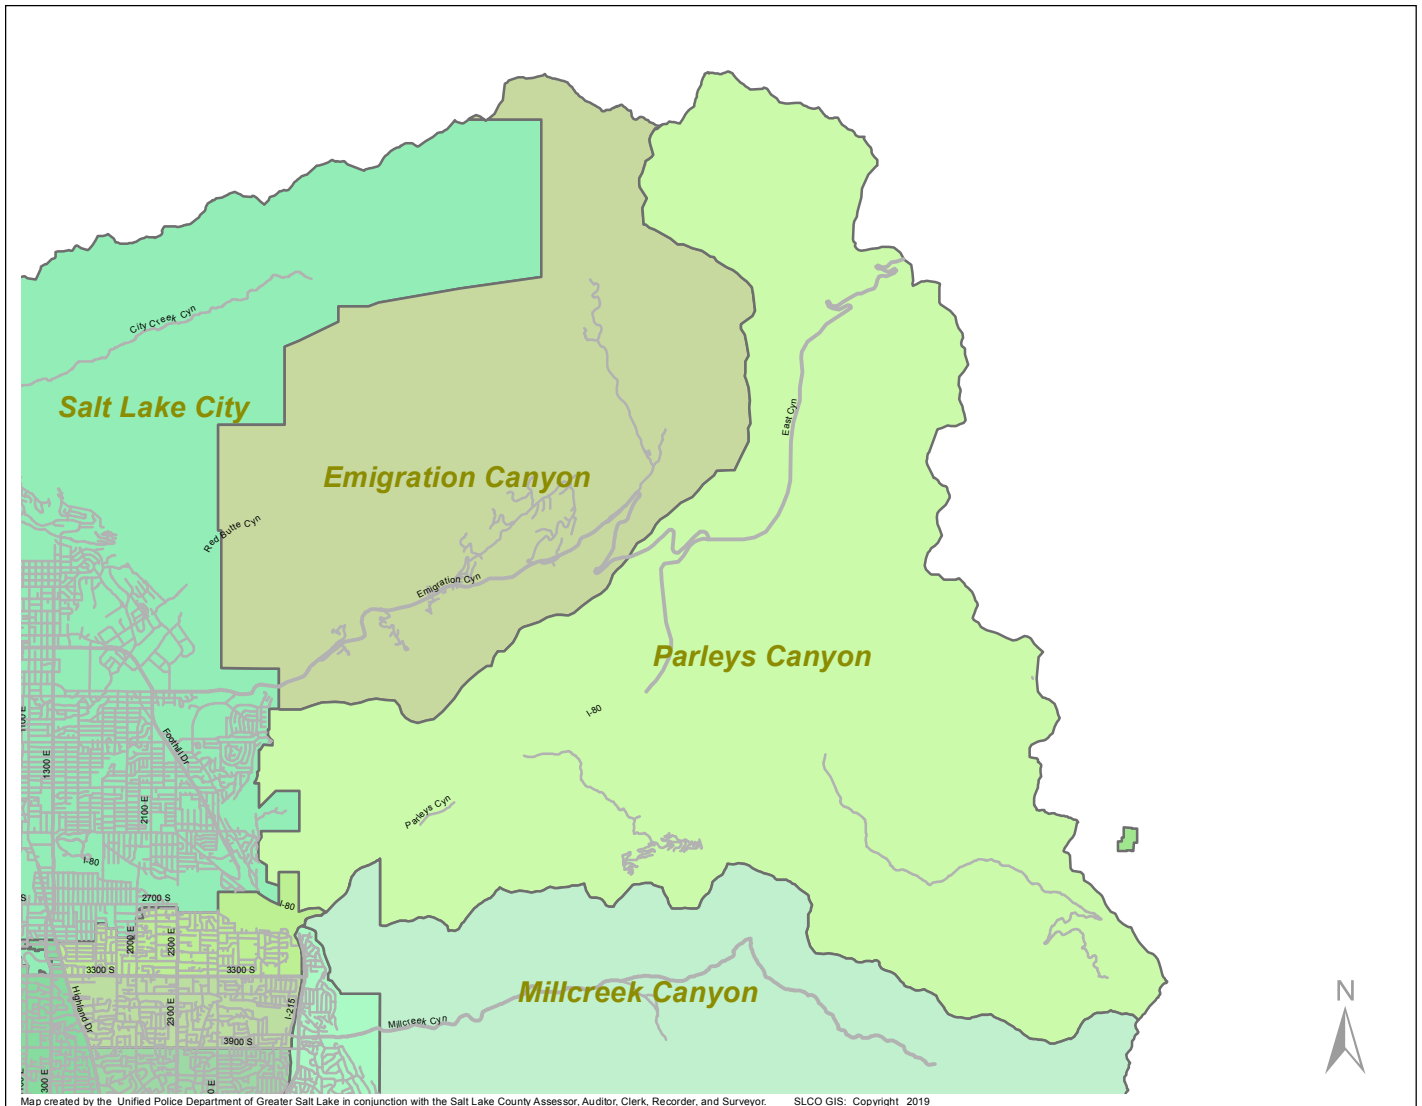 City Creek Cyn
Salt Lake City
East Cyn
Emigration Canyon
Red Butte Cyn
Emigration Cyn
Parleys Canyon
I-80
Foothill Dr
1300 E
2100 E
Parleys Cyn
I-80
2700 S
S
I-80
2000 E
2300 E
3300 S
3300 S
Millcreek Canyon
N
Highland Dr
2300 E
I-215
Millcreek Cyn
3900 S
Map created by the Unified Police Department of Greater Salt Lake in conjunction with the Salt Lake County Assessor, Auditor, Clerk, Recorder, and Surveyor. SLCO GIS: Copyright 2019